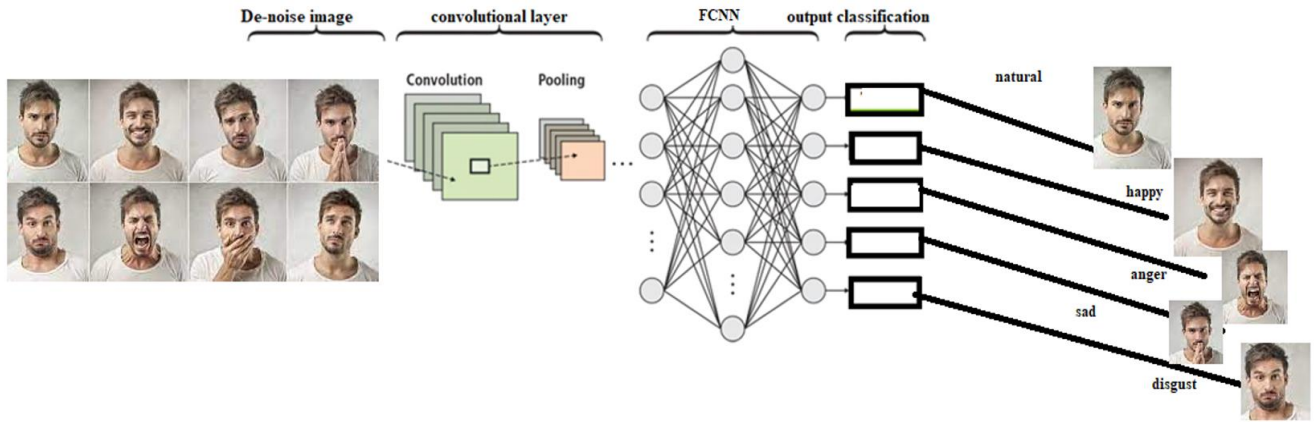 De-noise image
convolutional layer
FCNN
output classification
Convolution
Pooling
natural
happy
anger
sad
disgust